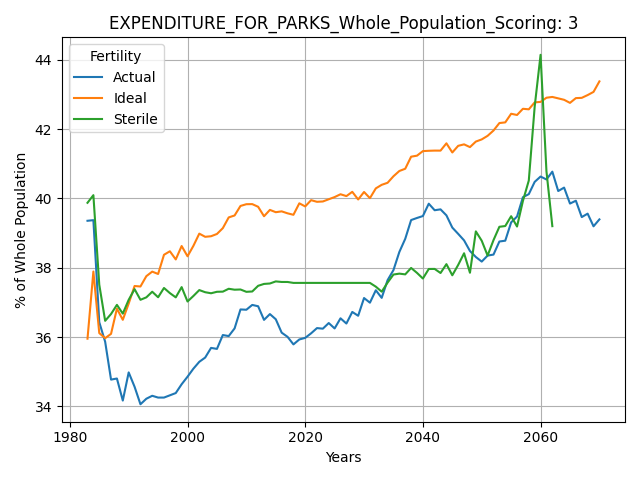 EXPENDITURE_FOR_PARKS_Whole_Population_Scoring: 3
Fertility
Actual
Ideal
Sterile
% of Whole Population
44
42
40
38
36
34
1980 2000 2020 2040 2060
Years